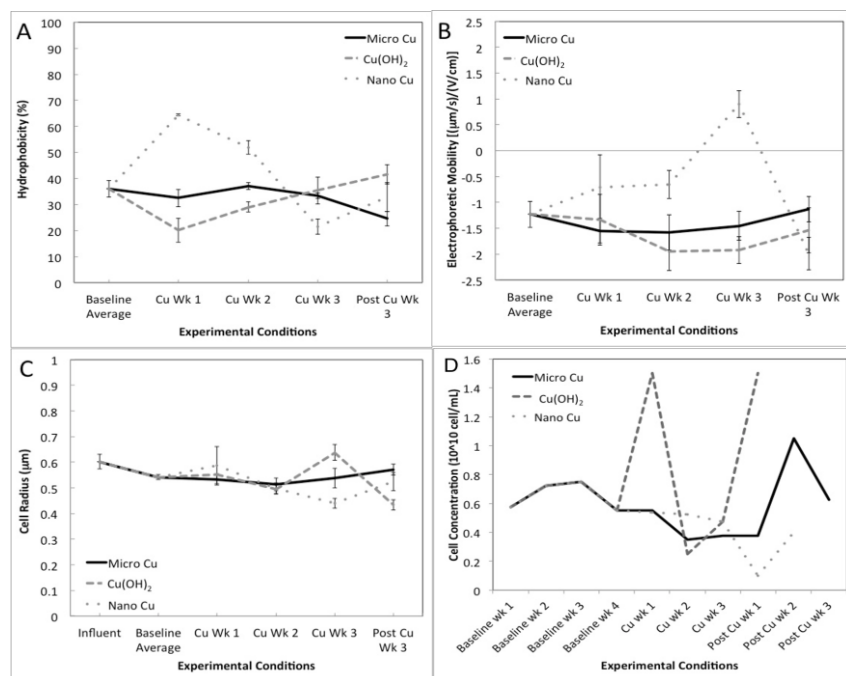 A
100
90
80
70
60
50
40
30
20
10
0
Hydrophobicity (%)
Micro Cu
Cu(OH)₂
Nano Cu
Baseline Average
Cu Wk 1
Cu Wk 2
Cu Wk 3
Post Cu Wk 3
Experimental Conditions
B
2.5
2
1.5
1
0.5
0
-0.5
-1
-1.5
-2
-2.5
Electrophoretic Mobility [(μm/s)/(V/cm)]
Micro Cu
Cu(OH)₂
Nano Cu
Baseline Average
Cu Wk 1
Cu Wk 2
Cu Wk 3
Post Cu Wk 3
Experimental Conditions
C
1
0.9
0.8
0.7
0.6
0.5
0.4
0.3
0.2
0.1
0
Cell Radius (μm)
Micro Cu
Cu(OH)₂
Nano Cu
Influent
Baseline Average
Cu Wk 1
Cu Wk 2
Cu Wk 3
Post Cu Wk 3
Experimental Conditions
D
1.6
1.4
1.2
1
0.8
0.6
0.4
0.2
0
Cell Concentration (10^10 cell/mL)
Micro Cu
Cu(OH)₂
Nano Cu
Baseline wk 1
Baseline wk 2
Baseline wk 3
Baseline wk 4
Cu wk 1
Cu wk 2
Cu wk 3
Post Cu wk 1
Post Cu wk 2
Post Cu wk 3
Experimental Conditions